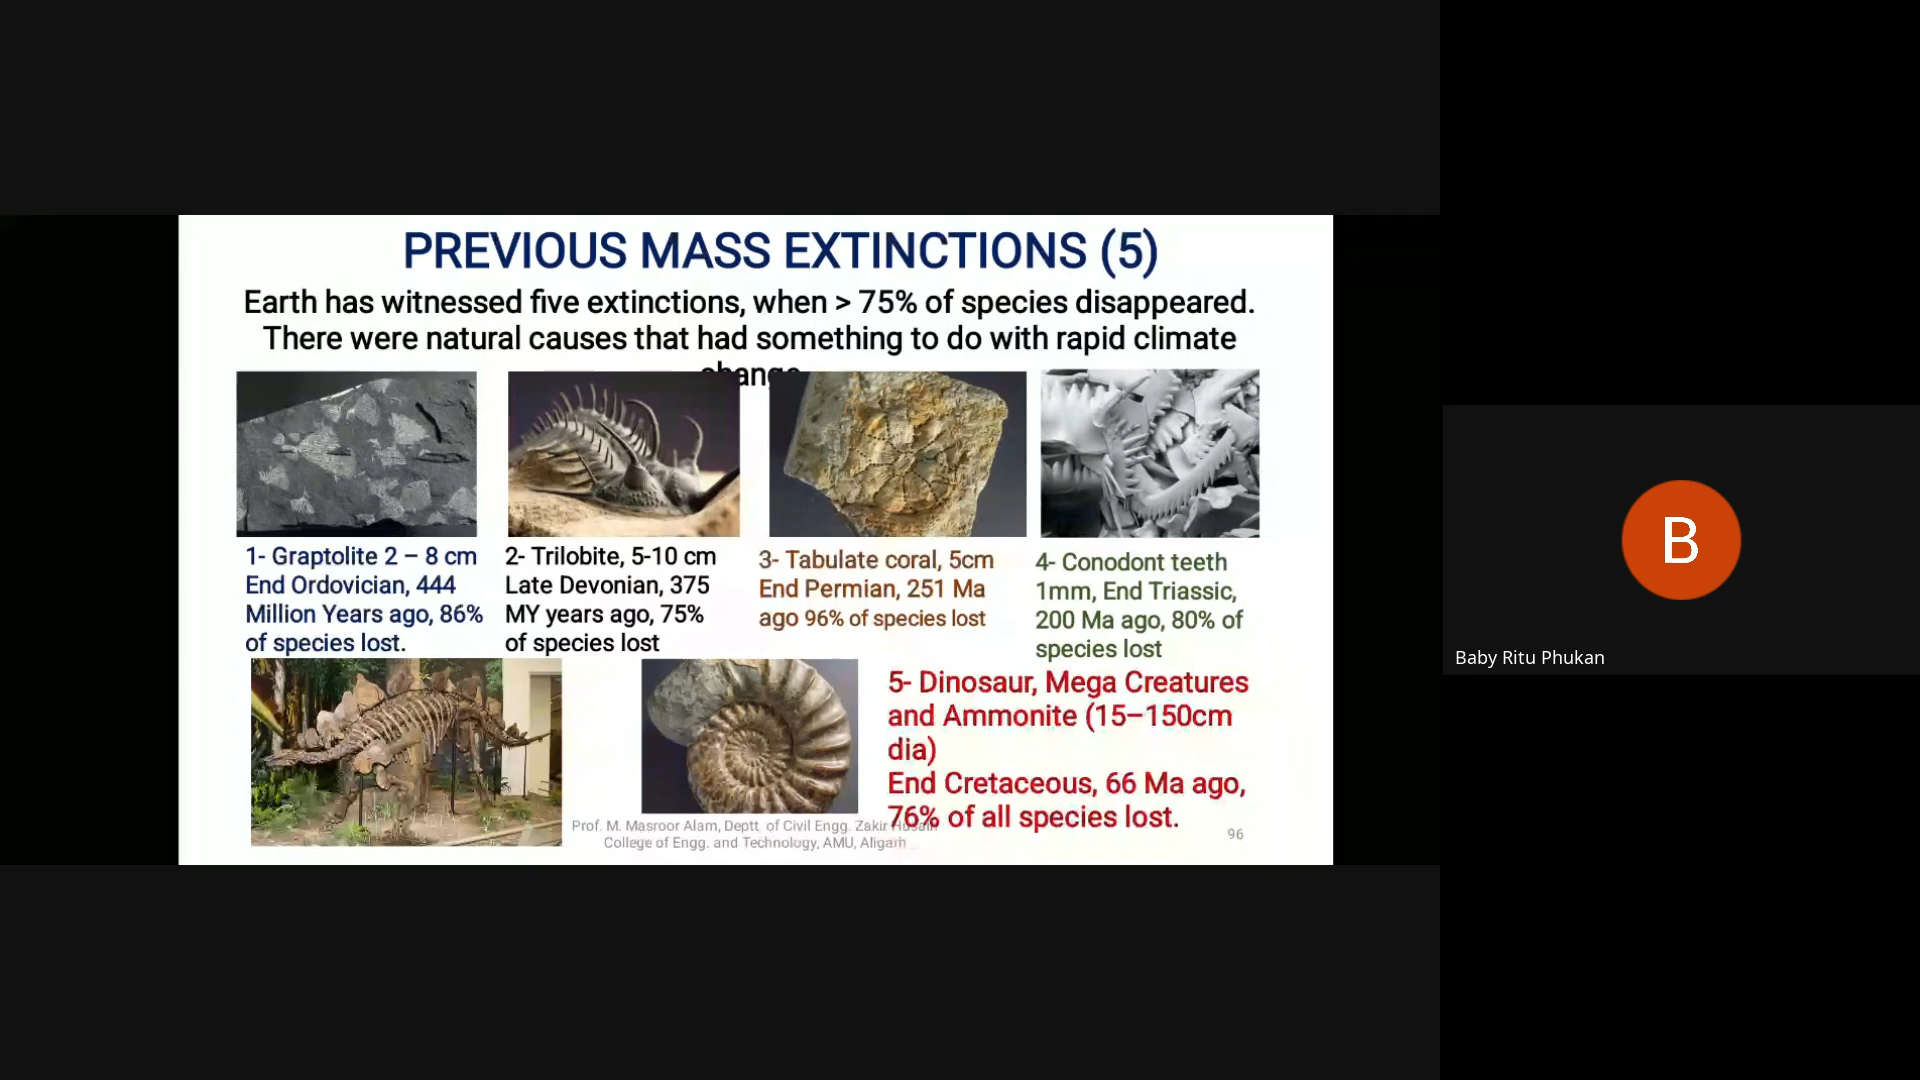 PREVIOUS MASS EXTINCTIONS (5)
Earth has witnessed five extinctions, when > 75% of species disappeared.
There were natural causes that had something to do with rapid climate
change
1- Graptolite 2 – 8 cm
End Ordovician, 444
Million Years ago, 86%
of species lost.
2- Trilobite, 5-10 cm
Late Devonian, 375
MY years ago, 75%
of species lost
3- Tabulate coral, 5cm
End Permian, 251 Ma
ago 96% of species lost
4- Conodont teeth
1mm, End Triassic,
200 Ma ago, 80% of
species lost
5- Dinosaur, Mega Creatures
and Ammonite (15–150cm
dia)
End Cretaceous, 66 Ma ago,
76% of all species lost.
Prof. M. Masroor Alam, Deptt. of Civil Engg. Zakir Husain
College of Engg. and Technology, AMU, Aligarh
96
B
Baby Ritu Phukan